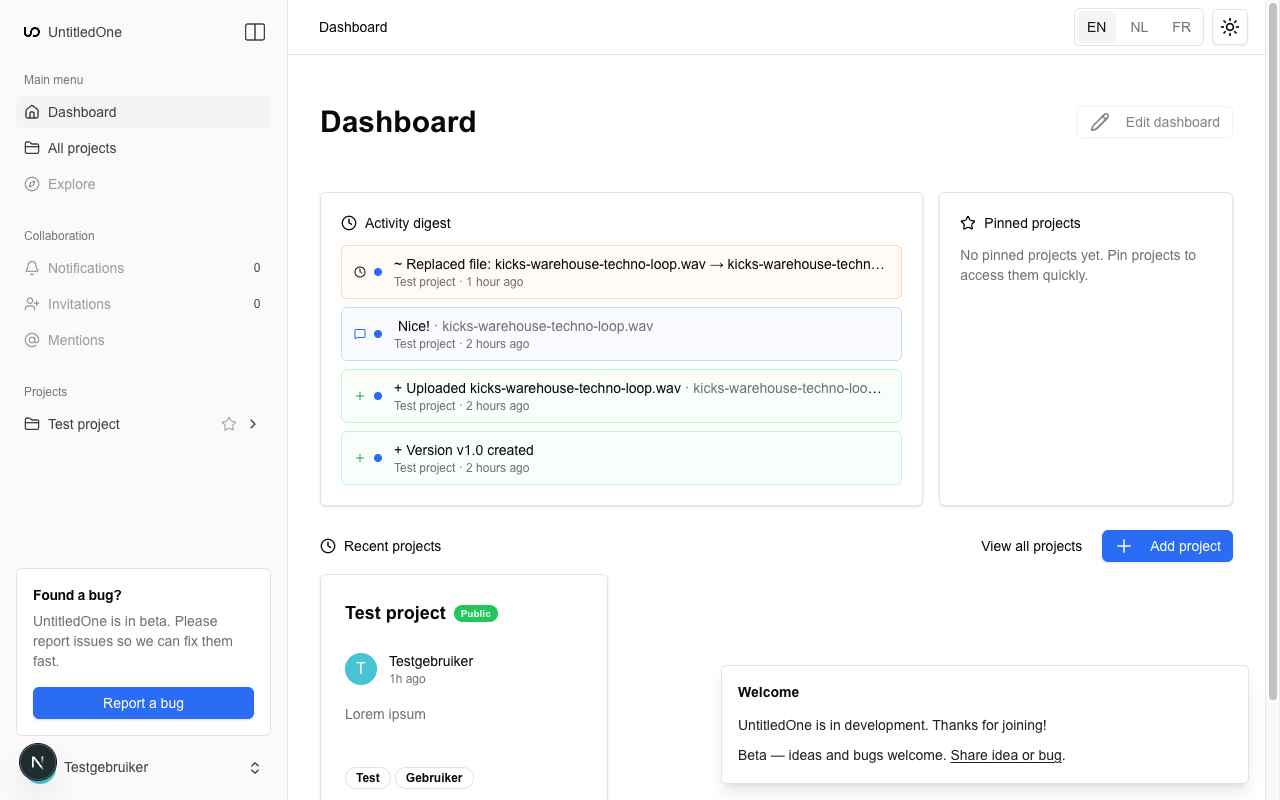 UntitledOne
Main menu
Dashboard
All projects
Explore
Collaboration
Notifications 0
Invitations 0
Mentions
Projects
Test project
Found a bug?
UntitledOne is in beta. Please
report issues so we can fix them
fast.
Report a bug
N
Testgebruiker
Dashboard
EN NL FR
Dashboard
Edit dashboard
Activity digest
~ Replaced file: kicks-warehouse-techno-loop.wav → kicks-warehouse-techn…
Test project · 1 hour ago
Nice! · kicks-warehouse-techno-loop.wav
Test project · 2 hours ago
+ Uploaded kicks-warehouse-techno-loop.wav · kicks-warehouse-techno-loo…
Test project · 2 hours ago
+ Version v1.0 created
Test project · 2 hours ago
Pinned projects
No pinned projects yet. Pin projects to
access them quickly.
Recent projects
View all projects
Add project
Test project Public
T
Testgebruiker
1h ago
Lorem ipsum
Test Gebruiker
Welcome
UntitledOne is in development. Thanks for joining!
Beta — ideas and bugs welcome. Share idea or bug.